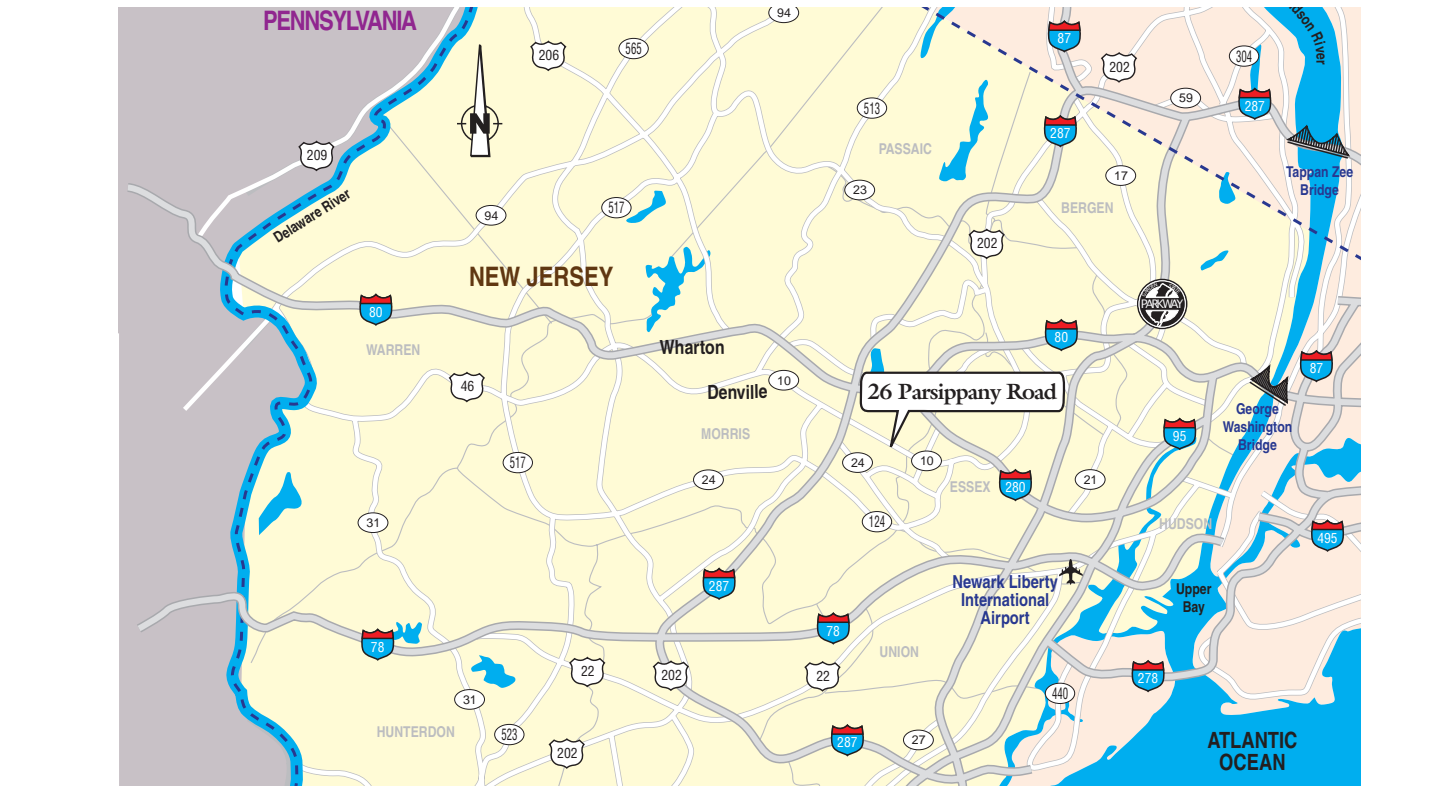 PENNSYLVANIA
94
87
dson River
206
565
202
304
513
59
287
287
209
PASSAIC
Tappan Zee
Bridge
17
23
Delaware River
94
517
BERGEN
202
NEW JERSEY
PARKWAY
80
80
WARREN
Wharton
87
46
Denville
10
26 Parsippany Road
George
Washington
Bridge
MORRIS
95
517
24
10
24
ESSEX
280
21
31
124
HUDSON
495
287
Newark Liberty
International
Airport
Upper
Bay
78
78
UNION
22
202
22
278
31
440
HUNTERDON
523
202
287
27
ATLANTIC
OCEAN